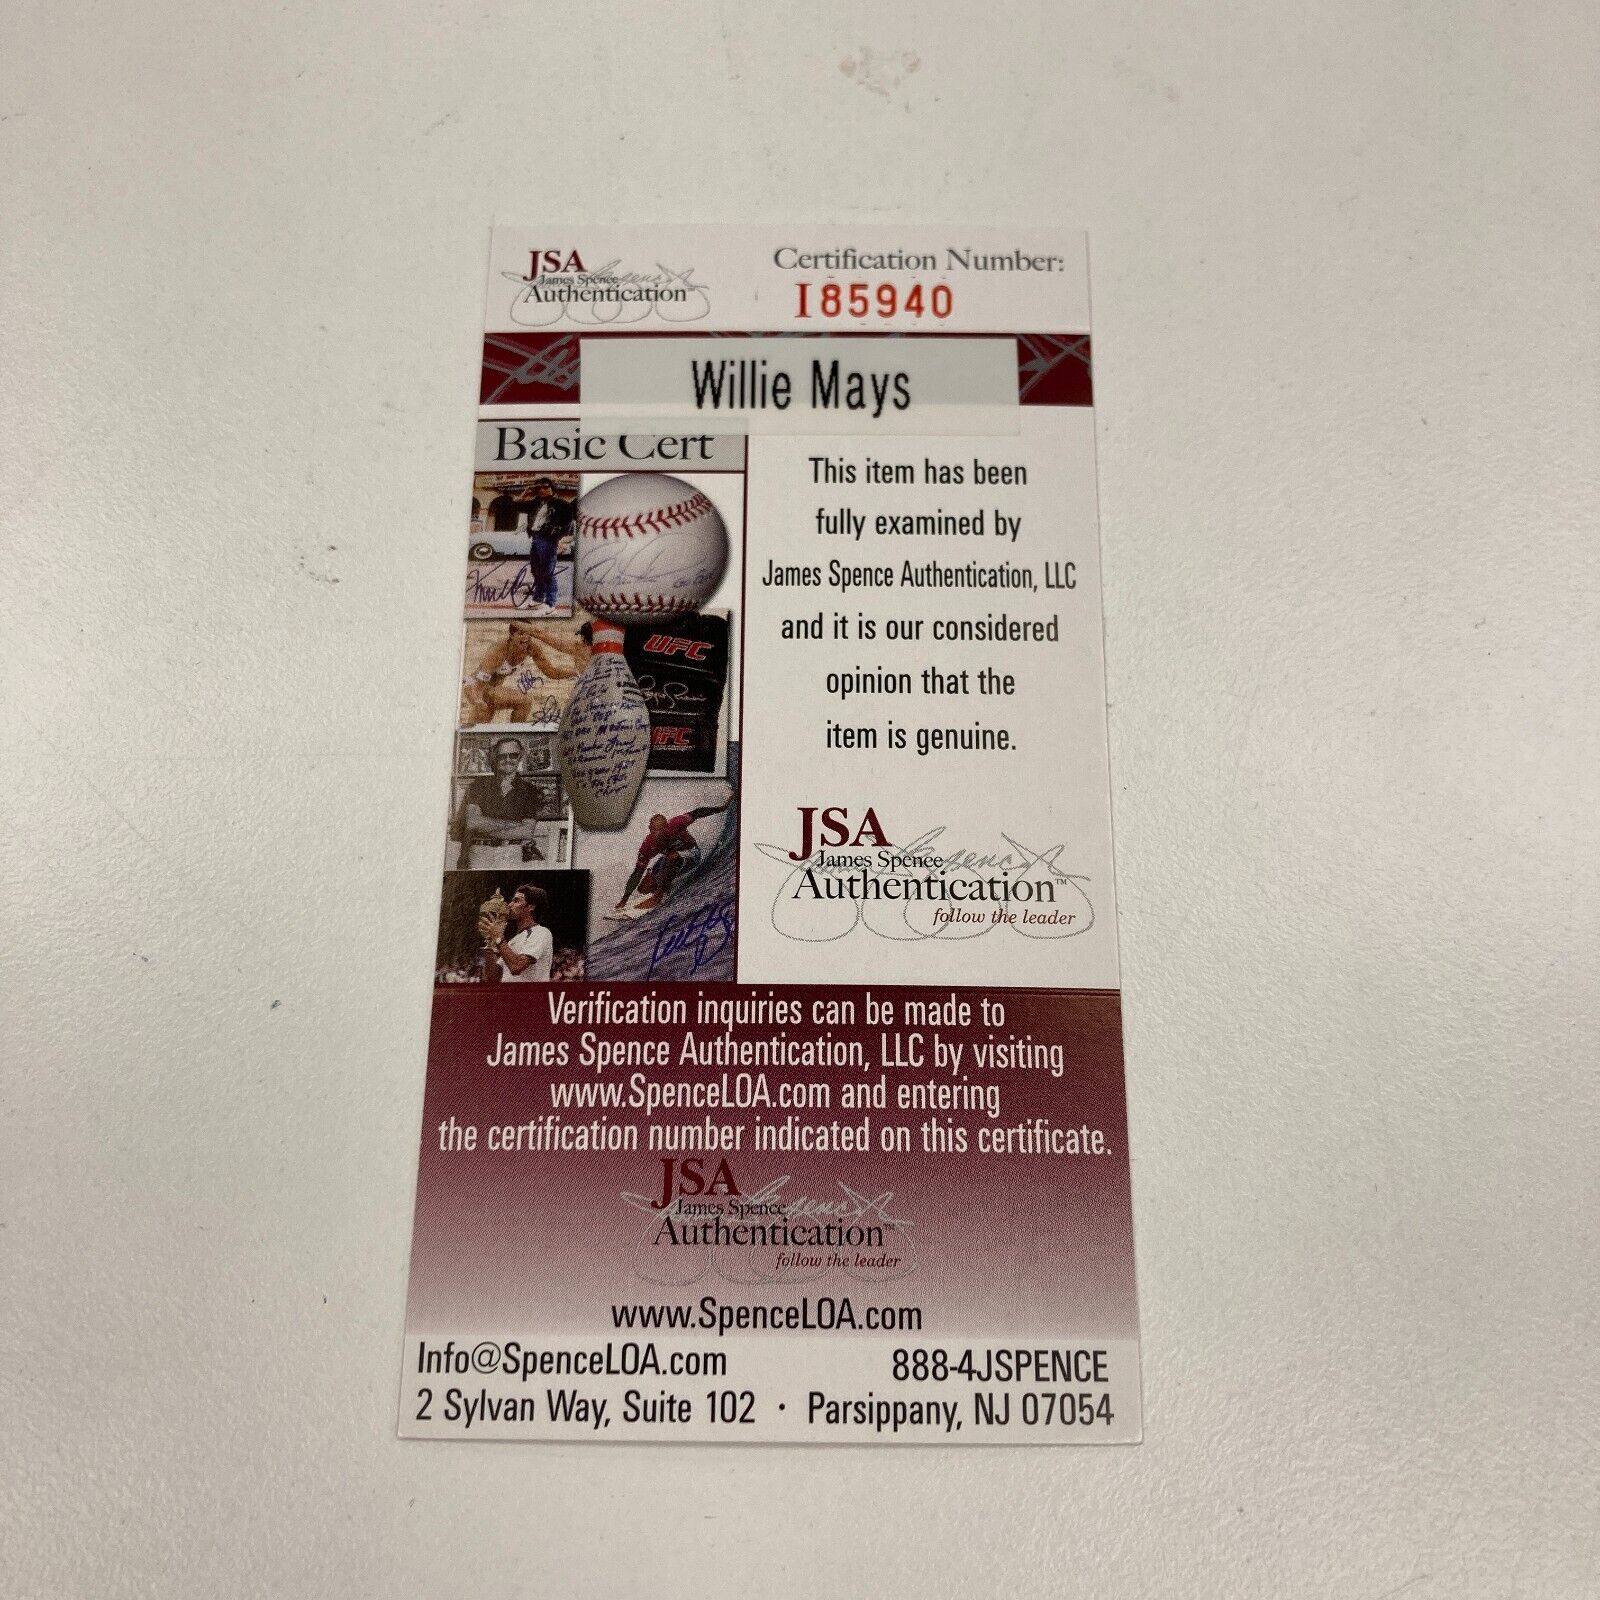 JSA
James Spence
Authentication™
Certification Number:
I85940
Willie Mays
Basic Cert
UFC
UFC
This item has been
fully examined by
James Spence Authentication, LLC
and it is our considered
opinion that the
item is genuine.
JSA
James Spence
Authentication™
follow the leader
Verification inquiries can be made to
James Spence Authentication, LLC by visiting
www.SpenceLOA.com and entering
the certification number indicated on this certificate.
JSA
James Spence
Authentication™
follow the leader
www.SpenceLOA.com
Info@SpenceLOA.com 888-4JSPENCE
2 Sylvan Way, Suite 102 · Parsippany, NJ 07054